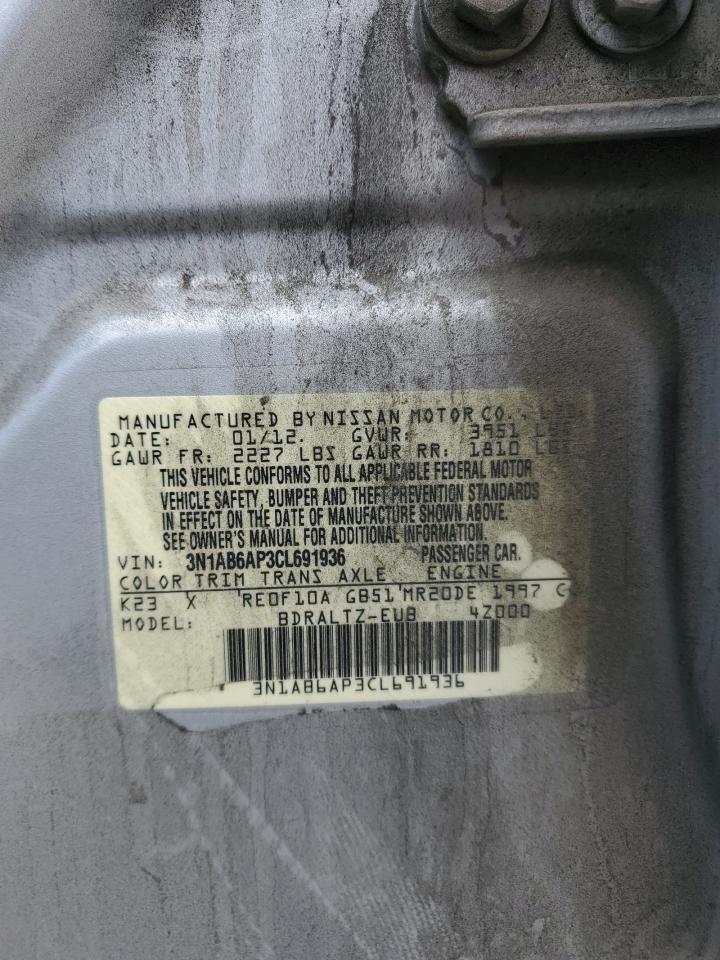 MANUFACTURED BY NISSAN MOTOR CO.,
DATE: 01/12. GVWR: 3951
GAWR FR: 2227 LBS GAWR RR: 1810
THIS VEHICLE CONFORMS TO ALL APPLICABLE FEDERAL MOTOR
VEHICLE SAFETY, BUMPER AND THEFT PREVENTION STANDARDS
IN EFFECT ON THE DATE OF MANUFACTURE SHOWN ABOVE.
SEE OWNER'S MANUAL FOR ADDITIONAL INFORMATION.
VIN: 3N1AB6AP3CL691936 PASSENGER CAR.
COLOR TRIM TRANS AXLE ENGINE
K23 X 'RE0F10A GB51'MR20DE 1997 C
MODEL: BDRALTZ-EUB 4Z000
3N1AB6AP3CL691936